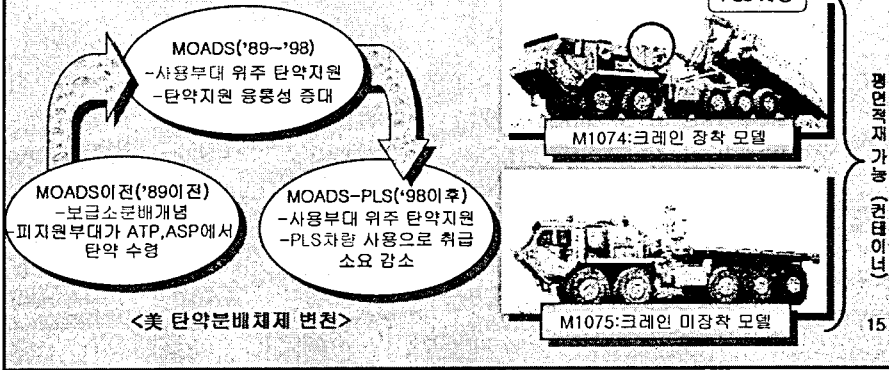 MOADS('89~'98)
-사용부대 위주 탄약지원
-탄약지원 융통성 증대
MOADS이전('89이전)
-보급소분배개념
-피지원부대가 ATP,ASP에서
탄약 수령
MOADS-PLS('98이후)
-사용부대 위주 탄약지원
-PLS차량 사용으로 취급
소요 감소
<美 탄약분배체제 변천>
M1074:크레인 장착 모델
M1075:크레인 미장착 모델
평면적재 가능 (컨테이너)
15